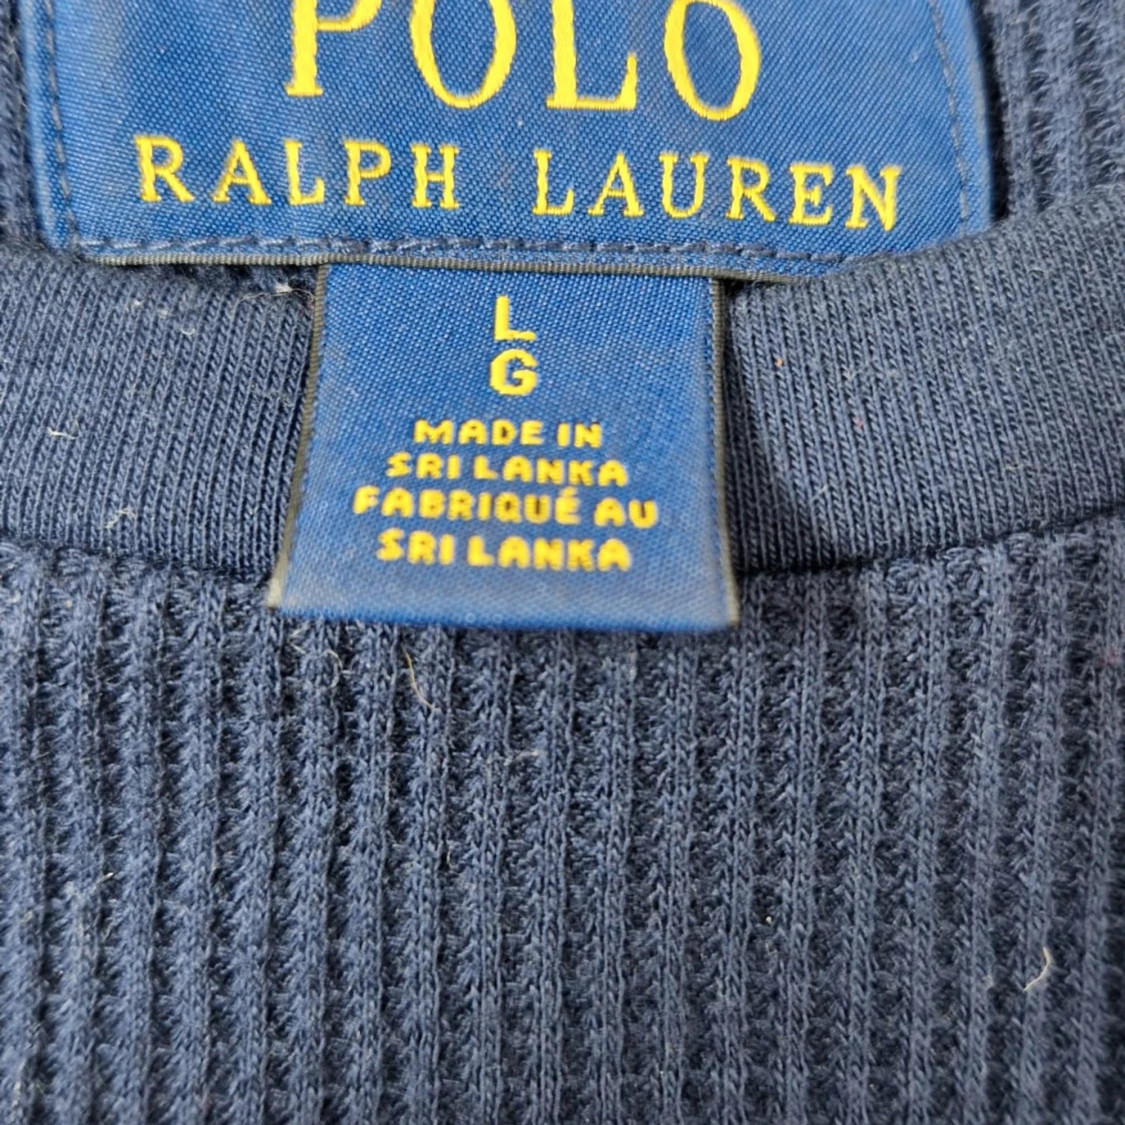 POLO
RALPH LAUREN
L
G
MADE IN
SRI LANKA
FABRIQUÉ AU
SRI LANKA